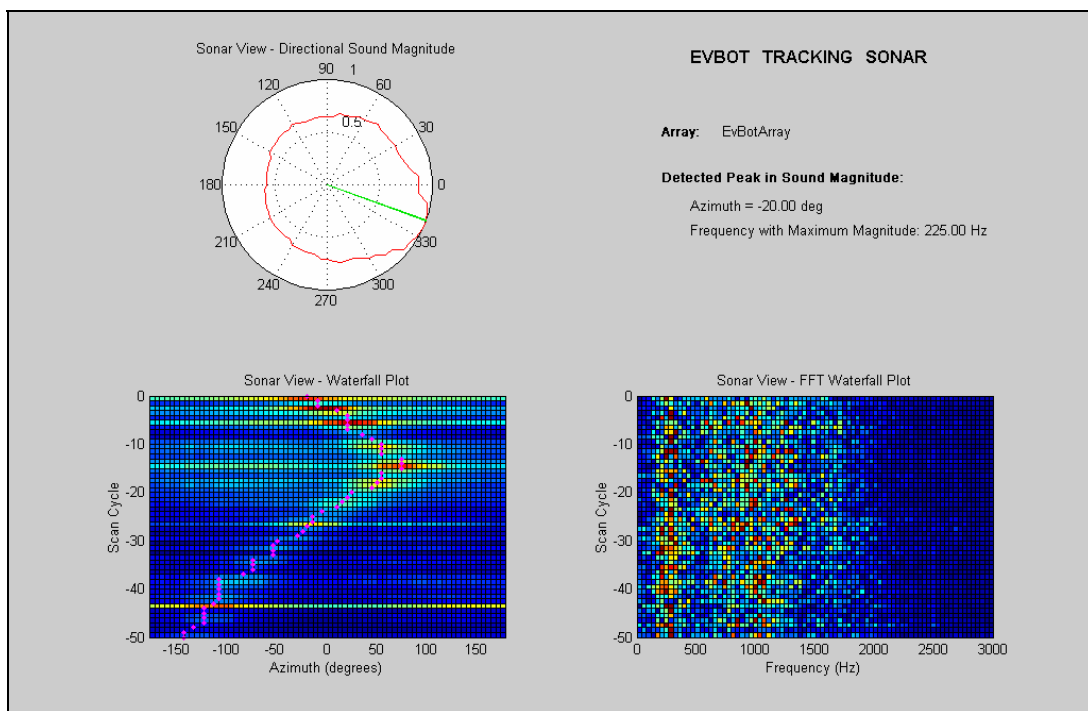 Sonar View - Directional Sound Magnitude
90 1
120 60
0.5
150 30
180 0
210 330
240 300
270
EVBOT TRACKING SONAR
Array: EvBotArray
Detected Peak in Sound Magnitude:
Azimuth = -20.00 deg
Frequency with Maximum Magnitude: 225.00 Hz
Sonar View - Waterfall Plot
Scan Cycle
0
-10
-20
-30
-40
-50
-150 -100 -50 0 50 100 150
Azimuth (degrees)
Sonar View - FFT Waterfall Plot
Scan Cycle
0
-10
-20
-30
-40
-50
0 500 1000 1500 2000 2500 3000
Frequency (Hz)